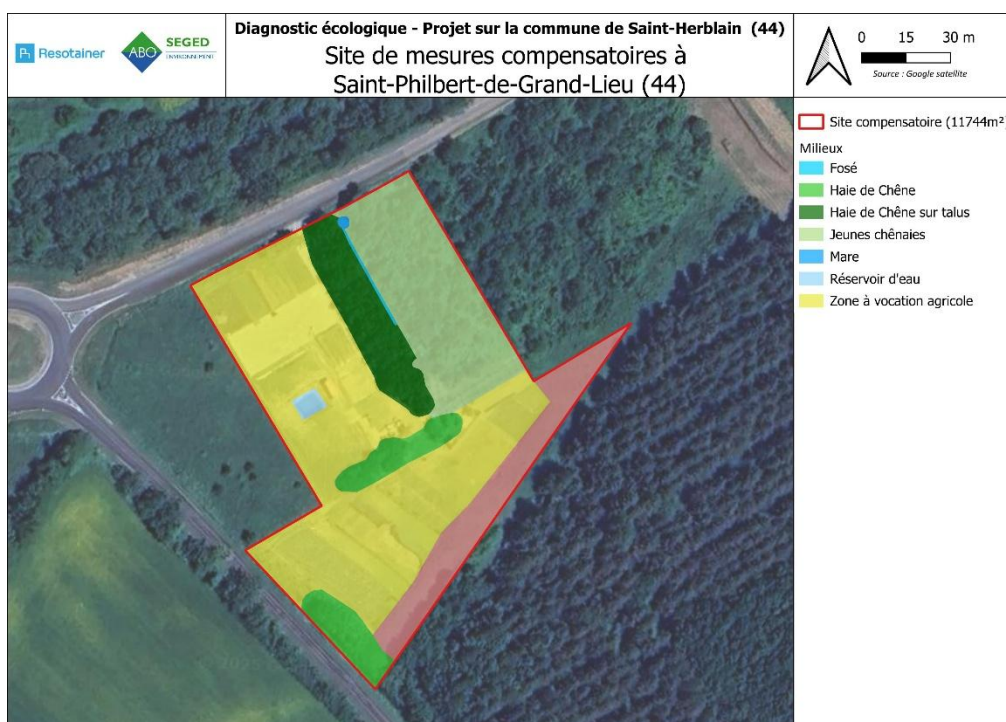 Resotainer
ABO
SEGED
ENVIRONNEMENT
Diagnostic écologique - Projet sur la commune de Saint-Herblain (44)
Site de mesures compensatoires à
Saint-Philbert-de-Grand-Lieu (44)
0 15 30 m
Source : Google satellite
Site compensatoire (11744m²
Milieux
Fosé
Haie de Chêne
Haie de Chêne sur talus
Jeunes chênaies
Mare
Réservoir d'eau
Zone à vocation agricole